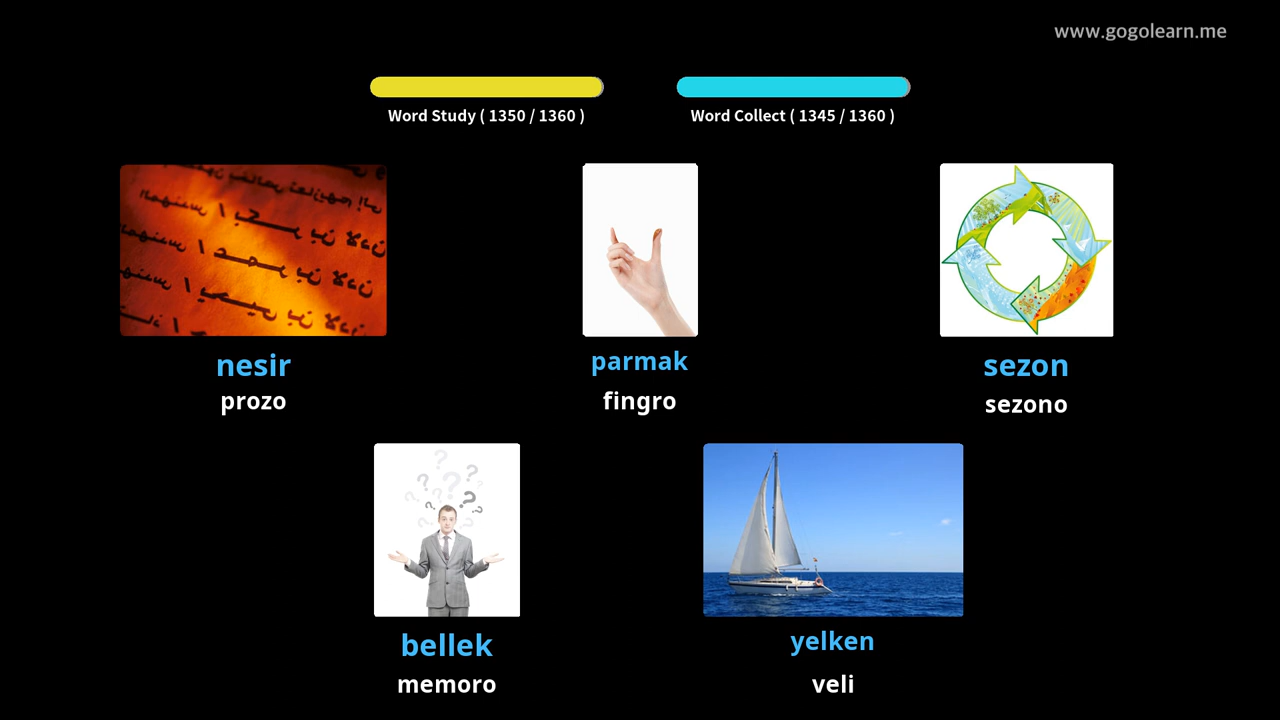 www.gogolearn.me
Word Study ( 1350 / 1360 )
Word Collect ( 1345 / 1360 )
nesir
prozo
parmak
fingro
sezon
sezono
bellek
memoro
yelken
veli